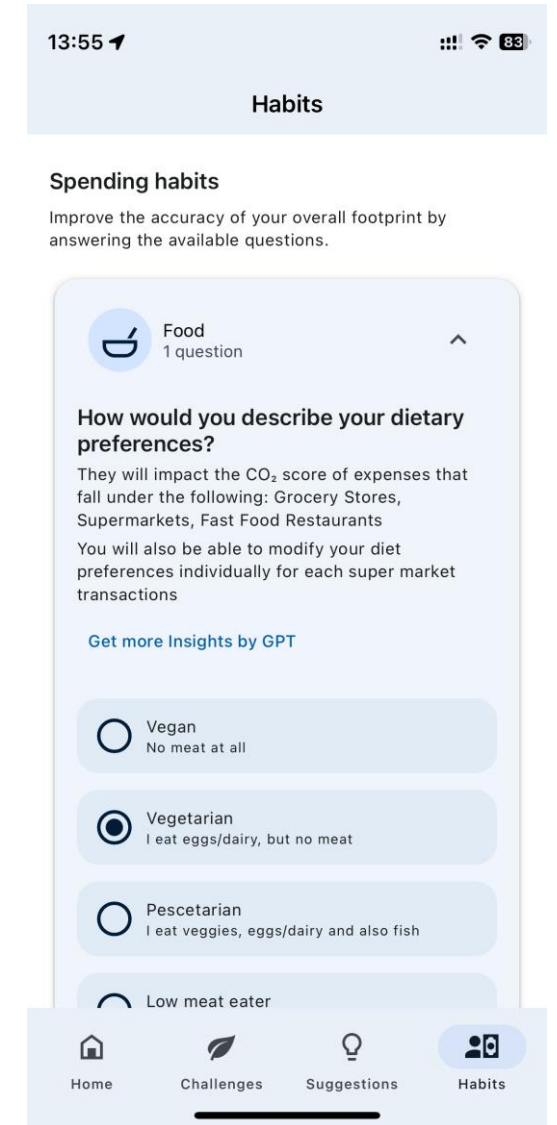 13:55
83
Habits
Spending habits
Improve the accuracy of your overall footprint by
answering the available questions.
Food
1 question
How would you describe your dietary
preferences?
They will impact the CO₂ score of expenses that
fall under the following: Grocery Stores,
Supermarkets, Fast Food Restaurants
You will also be able to modify your diet
preferences individually for each super market
transactions
Get more Insights by GPT
Vegan
No meat at all
Vegetarian
I eat eggs/dairy, but no meat
Pescetarian
I eat veggies, eggs/dairy and also fish
Low meat eater
Home
Challenges
Suggestions
Habits